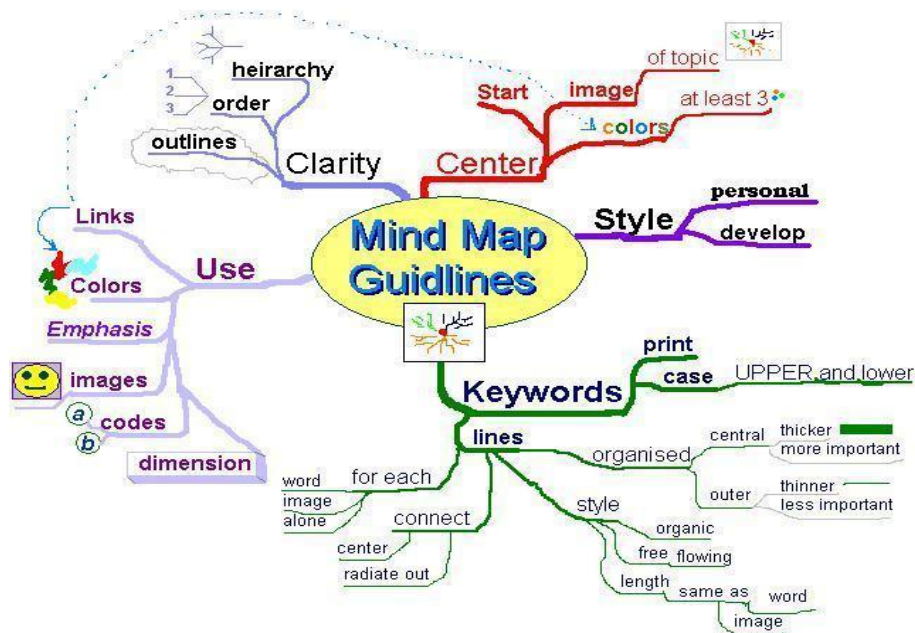 Mind Map
Guidlines
Center
Start
image
of topic
colors
at least 3
Style
personal
develop
Keywords
print
case
UPPER and lower
lines
organised
central
thicker
more important
outer
thinner
less important
style
organic
free flowing
length
same as
word
image
connect
center
radiate out
for each
word
image
alone
Use
Links
Colors
Emphasis
images
codes
a
b
dimension
Clarity
heirarchy
order
1
2
3
outlines